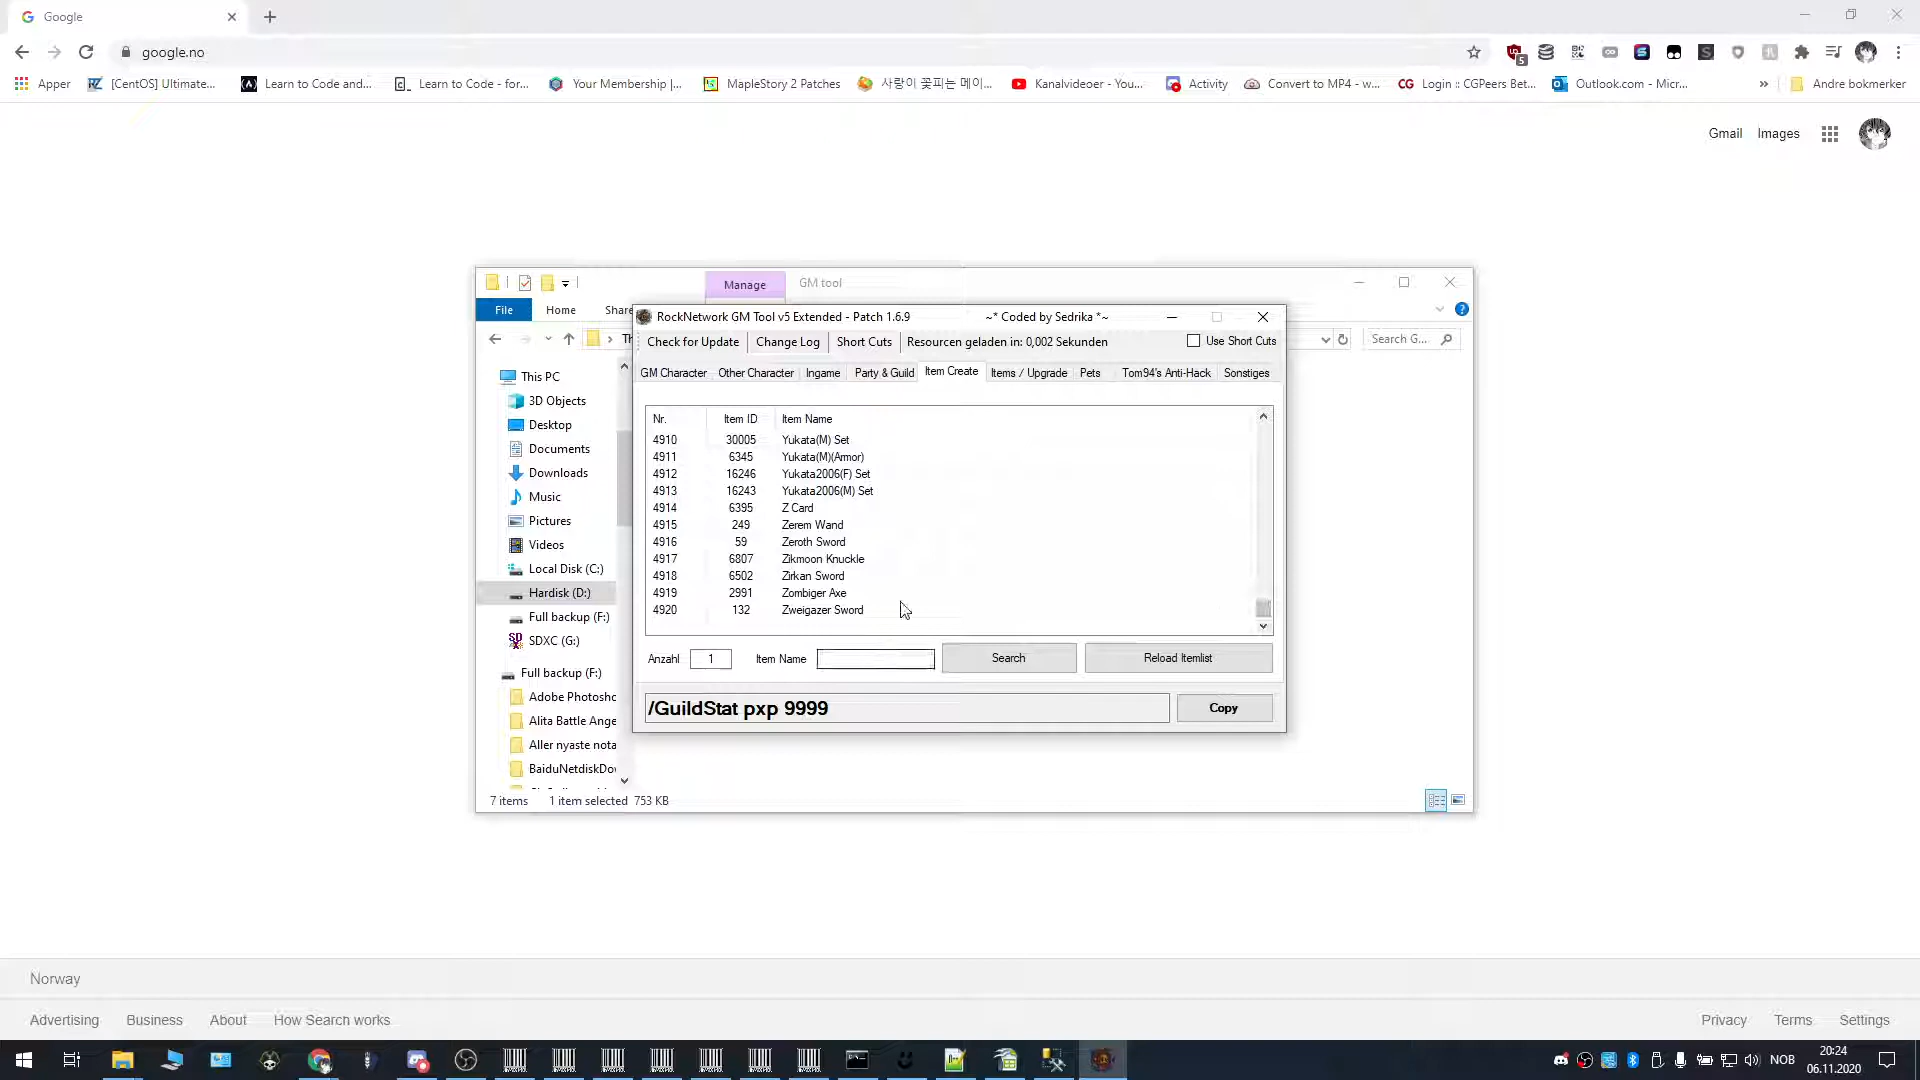 Google
google.no
5
Apper
[CentOS] Ultimate...
Learn to Code and...
Learn to Code - for...
Your Membership |...
MapleStory 2 Patches
사랑이 꽃피는 메이...
Kanalvideoer - You...
Activity
Convert to MP4 - w...
Login :: CGPeers Bet...
Outlook.com - Micr...
»
Andre bokmerker
Gmail
Images
Manage
GM tool
File
Home
Share
Search G...
RockNetwork GM Tool v5 Extended - Patch 1.6.9
~* Coded by Sedrika *~
Check for Update
Change Log
Short Cuts
Resourcen geladen in: 0,002 Sekunden
Use Short Cuts
GM Character
Other Character
Ingame
Party & Guild
Item Create
Items / Upgrade
Pets
Tom94's Anti-Hack
Sonstiges
Nr. Item ID Item Name
4910 30005 Yukata(M) Set
4911 6345 Yukata(M)(Armor)
4912 16246 Yukata2006(F) Set
4913 16243 Yukata2006(M) Set
4914 6395 Z Card
4915 249 Zerem Wand
4916 59 Zeroth Sword
4917 6807 Zikmoon Knuckle
4918 6502 Zirkan Sword
4919 2991 Zombiger Axe
4920 132 Zweigazer Sword
Anzahl 1
Item Name
Search
Reload Itemlist
/GuildStat pxp 9999
Copy
This PC
3D Objects
Desktop
Documents
Downloads
Music
Pictures
Videos
Local Disk (C:)
Hardisk (D:)
Full backup (F:)
SDXC (G:)
Full backup (F:)
Adobe Photosho
Alita Battle Ange
Aller nyaste nota
BaiduNetdiskDo
7 items
1 item selected 753 KB
Norway
Advertising
Business
About
How Search works
Privacy
Terms
Settings
NOB
20:24
06.11.2020